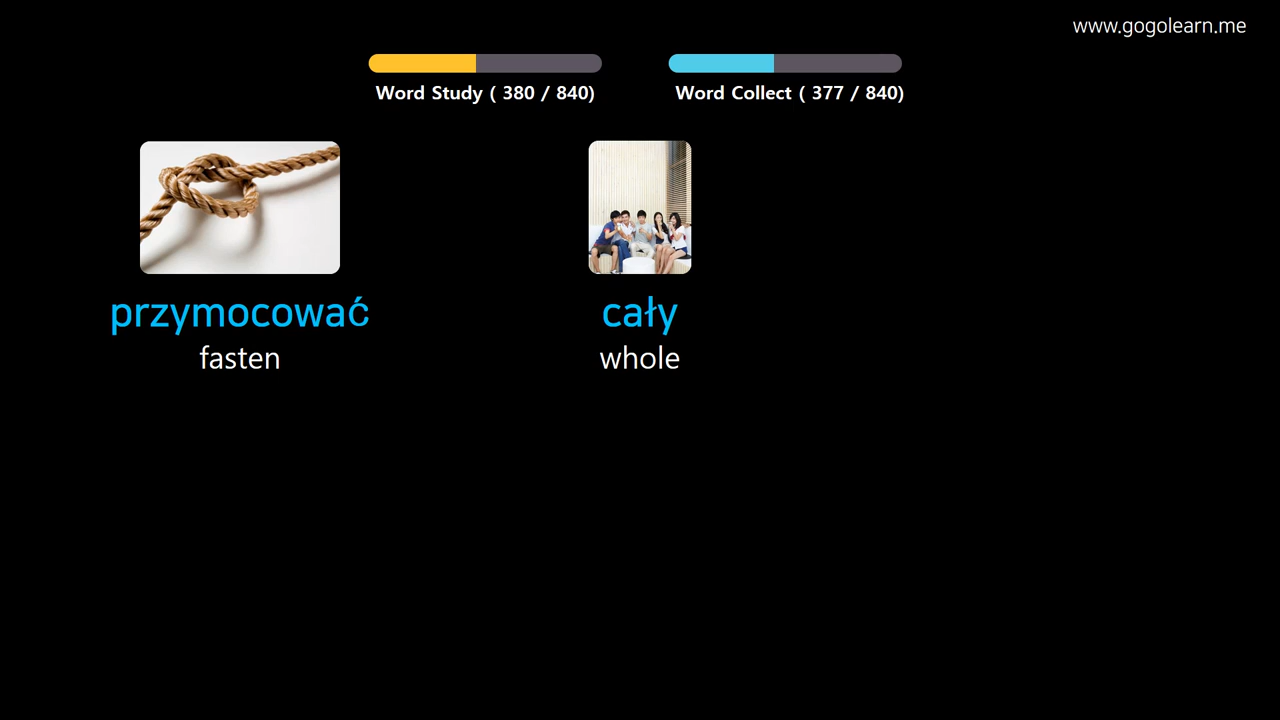 www.gogolearn.me
Word Study ( 380 / 840)
Word Collect ( 377 / 840)
przymocować
fasten
cały
whole